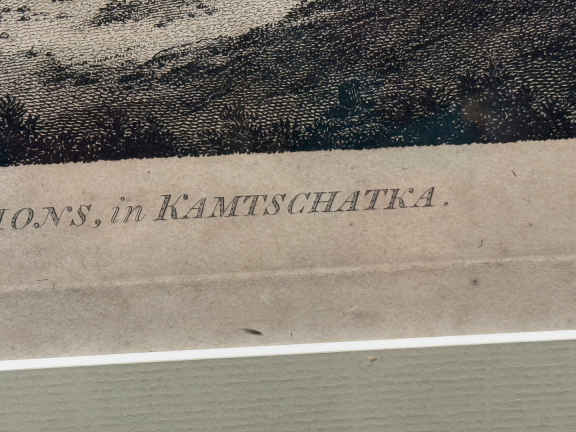 IONS, in KAMTSCHATKA.